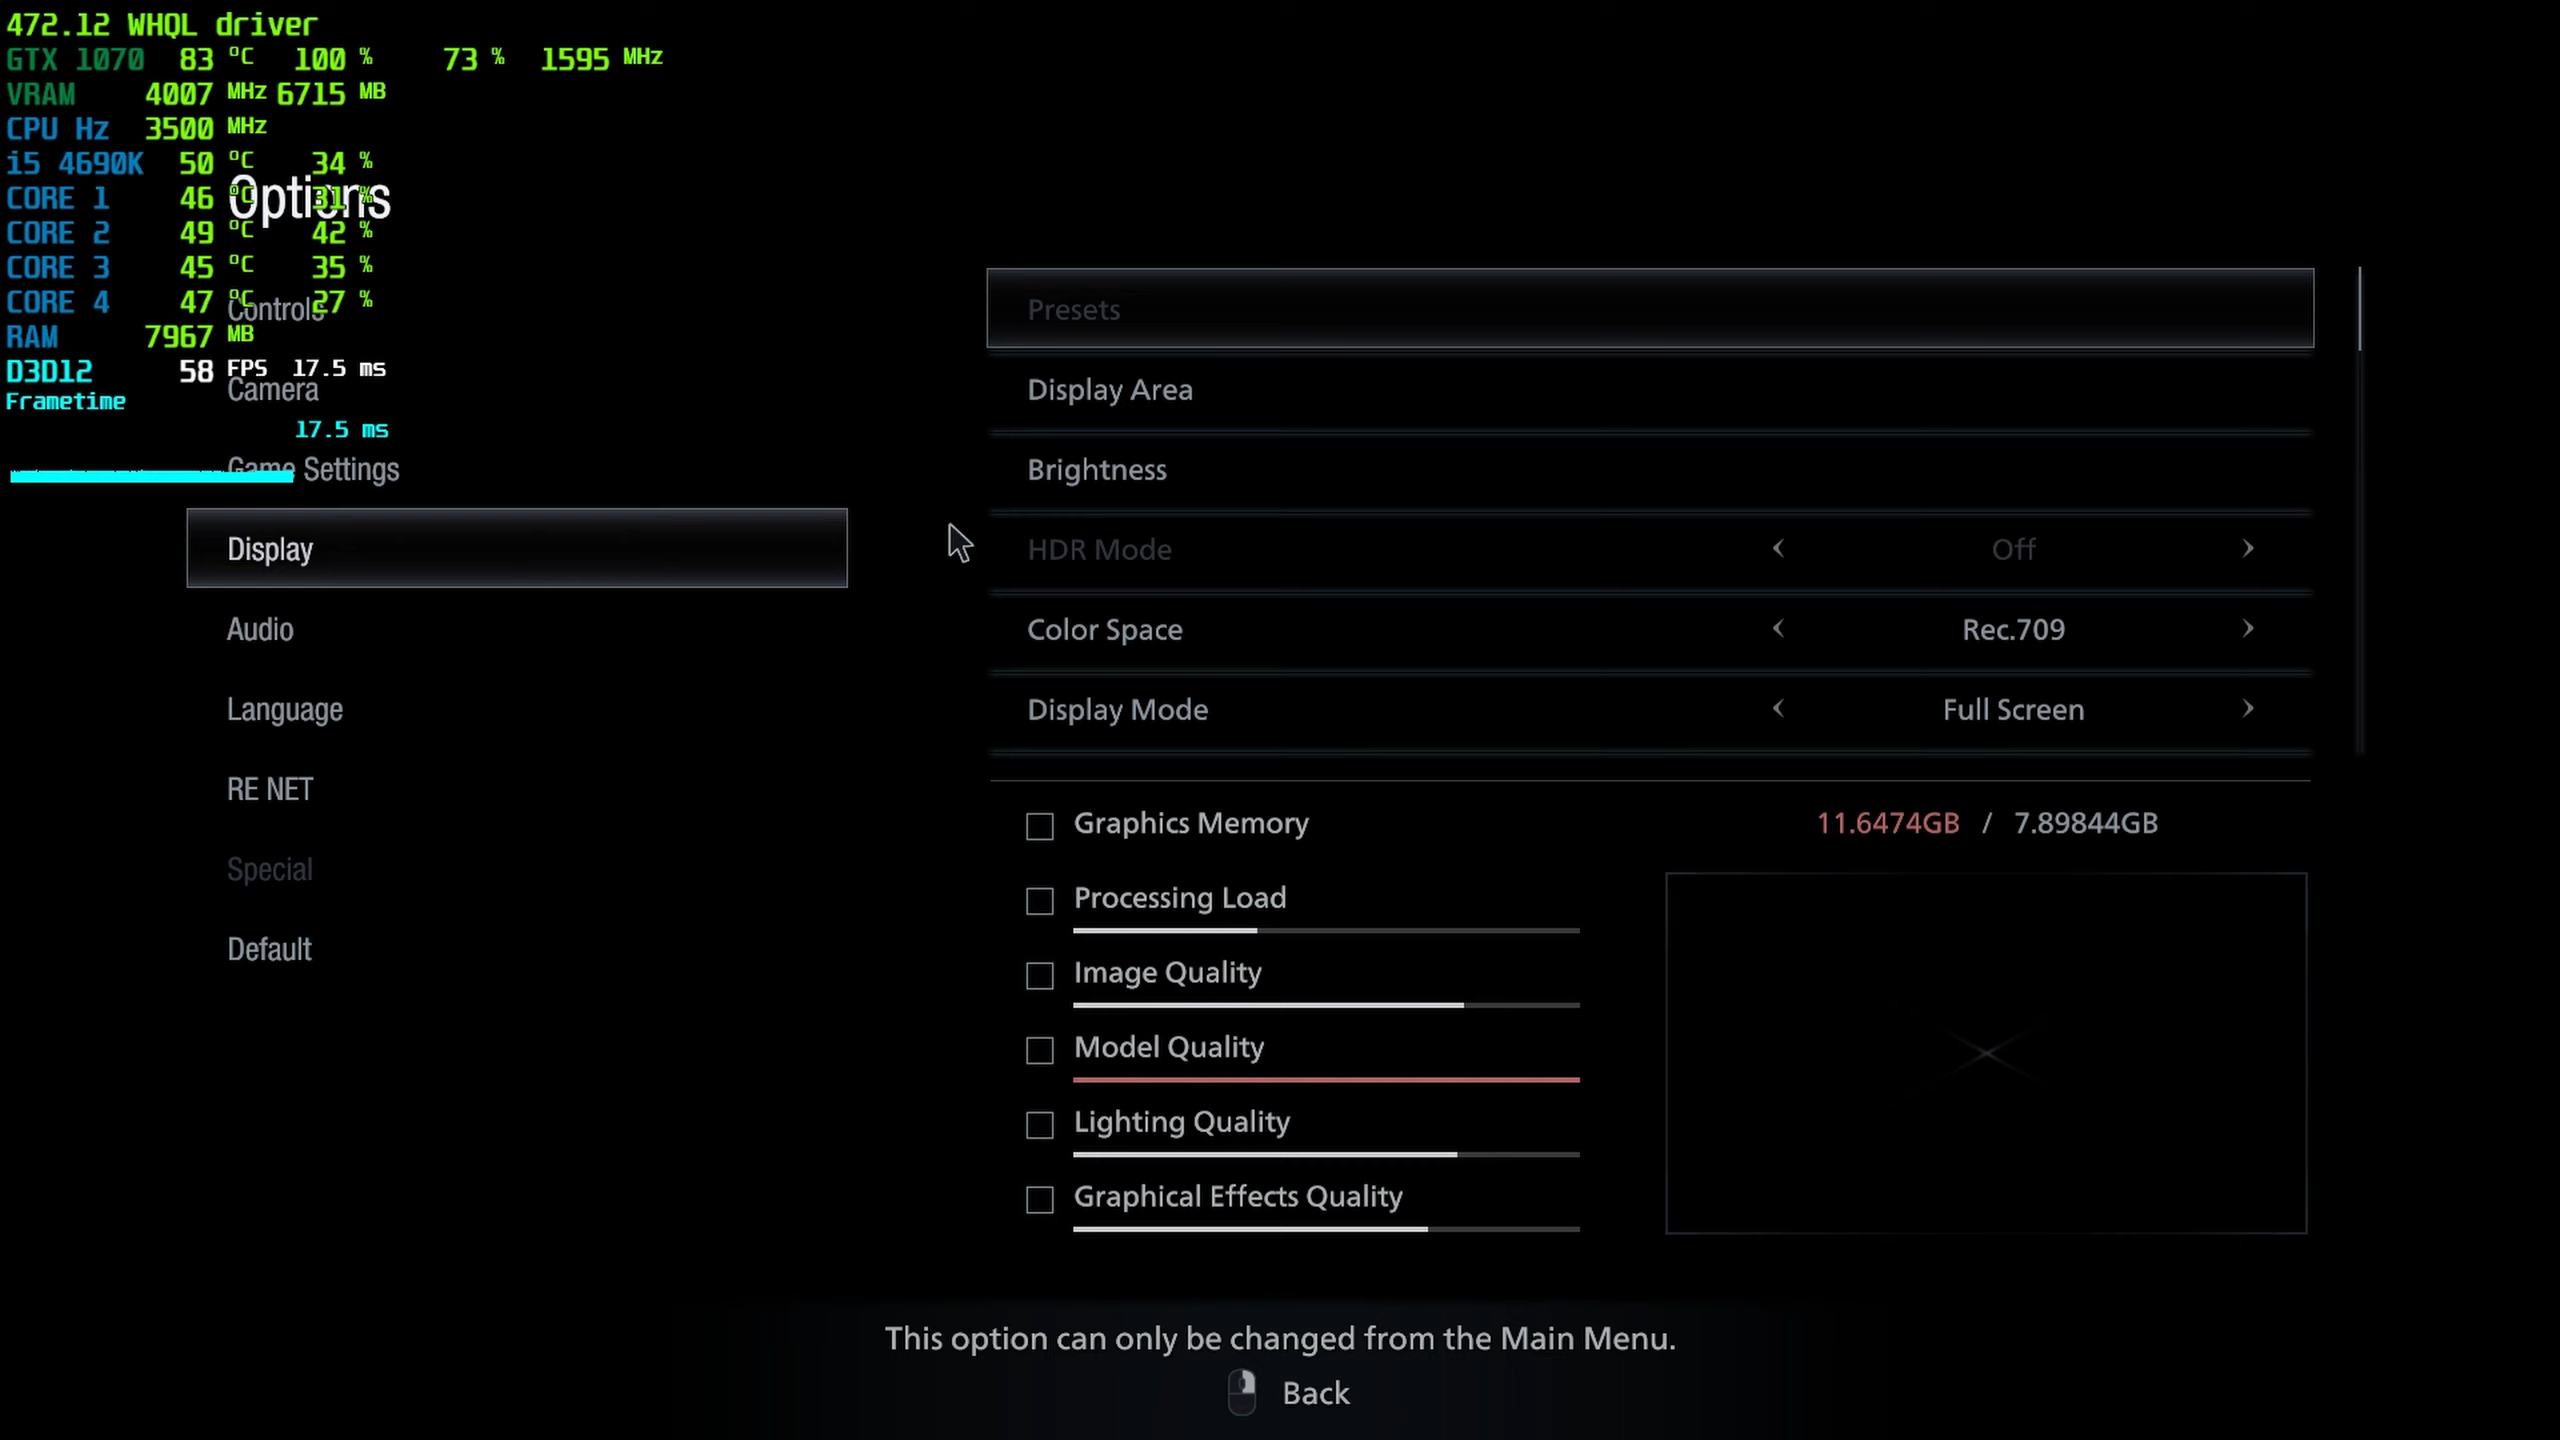 472.12 WHQL driver
GTX 1070 83 °C 100 % 73 % 1595 MHz
VRAM 4007 MHz 6715 MB
CPU Hz 3500 MHz
i5 4690K 50 °C 34 %
CORE 1 46 °C 31 %
Options
CORE 2 49 °C 42 %
CORE 3 45 °C 35 %
CORE 4 47 °C 27 %
Controls
RAM 7967 MB
D3D12 58 FPS 17.5 ms
Camera
Frametime
17.5 ms
Game Settings
Display
Audio
Language
RE NET
Special
Default
Presets
Display Area
Brightness
HDR Mode Off
Color Space Rec.709
Display Mode Full Screen
Graphics Memory 11.6474GB / 7.89844GB
Processing Load
Image Quality
Model Quality
Lighting Quality
Graphical Effects Quality
This option can only be changed from the Main Menu.
Back